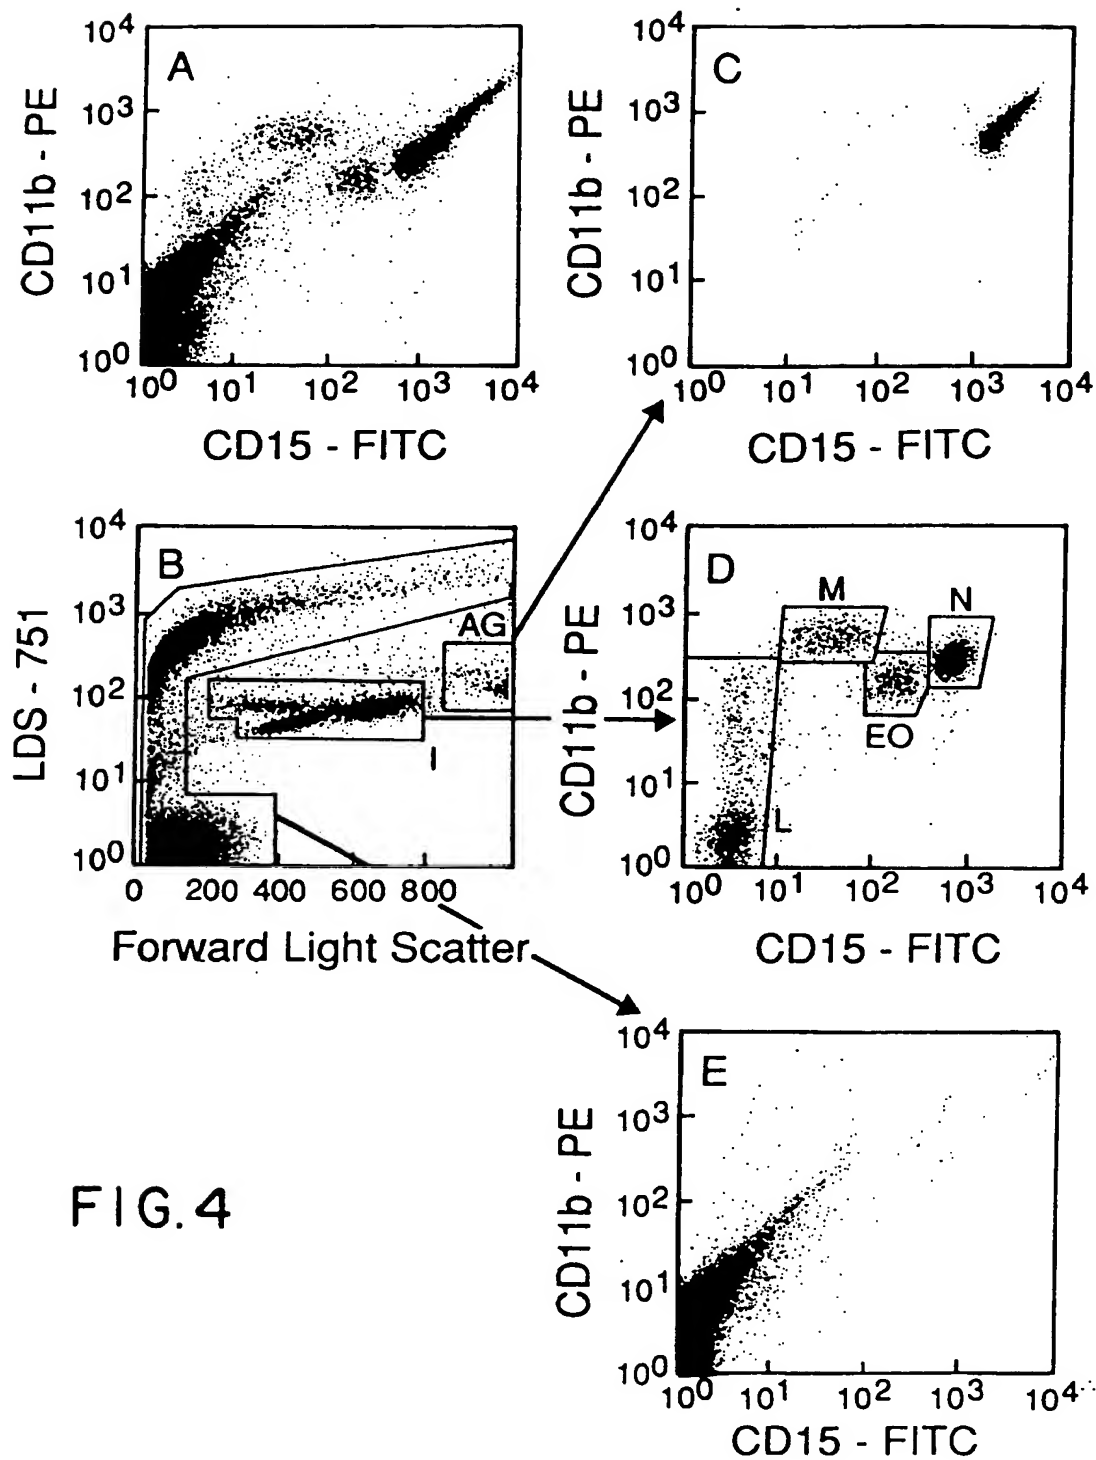 A
CD11b - PE
10⁴
10³
10²
10¹
10⁰
10⁰ 10¹ 10² 10³ 10⁴
CD15 - FITC
C
CD11b - PE
10⁴
10³
10²
10¹
10⁰
10⁰ 10¹ 10² 10³ 10⁴
CD15 - FITC
B
LDS - 751
10⁴
10³
10²
10¹
10⁰
AG
I
0 200 400 600 800
Forward Light Scatter
D
CD11b - PE
10⁴
10³
10²
10¹
10⁰
M
N
EO
L
10⁰ 10¹ 10² 10³ 10⁴
CD15 - FITC
E
CD11b - PE
10⁴
10³
10²
10¹
10⁰
10⁰ 10¹ 10² 10³ 10⁴
CD15 - FITC
FIG. 4